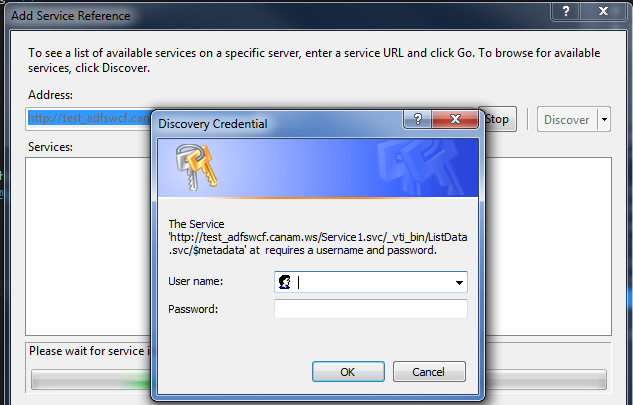 Add Service Reference
To see a list of available services on a specific server, enter a service URL and click Go. To browse for available
services, click Discover.
Address:
http://test_adfswcf.canam.
Stop
Discover
Services:
Discovery Credential
The Service
'http://test_adfswcf.canam.ws/Service1.svc/_vti_bin/ListData
.svc/$metadata' at requires a username and password.
User name:
Password:
Please wait for service i
OK
Cancel